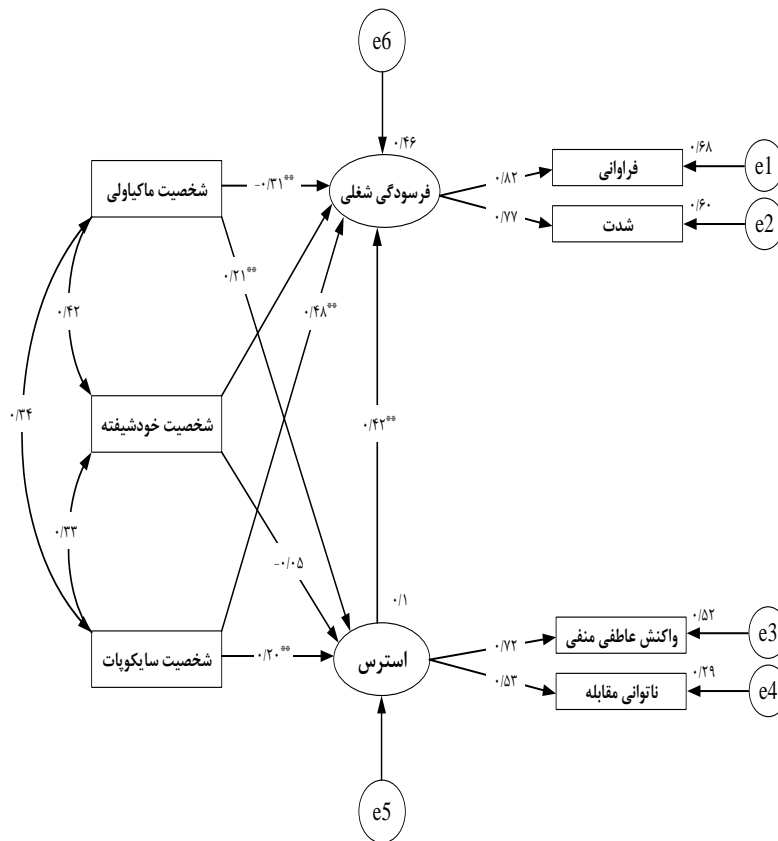 e6
۰/۴۶
۰/۶۸
شخصیت ماکیاولی
-۰/۳۱**
فرسودگی شغلی
۰/۸۲
فراوانی
e1
۰/۷۷
شدت
۰/۶۰
e2
۰/۲۱**
۰/۴۸**
۰/۴۲
۰/۳۴
شخصیت خودشیفته
۰/۴۲**
۰/۳۳
-۰/۰۵
۰/۱
شخصیت سایکوپات
۰/۲۰**
استرس
۰/۷۲
واکنش عاطفی منفی
۰/۵۲
e3
۰/۵۳
ناتوانی مقابله
۰/۲۹
e4
e5